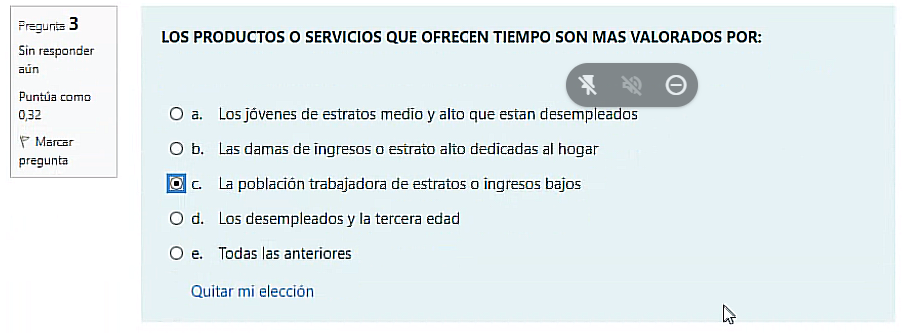 Pregunta 3
Sin responder
aún
Puntúa como
0,32
Marcar
pregunta
LOS PRODUCTOS O SERVICIOS QUE OFRECEN TIEMPO SON MAS VALORADOS POR:
a. Los jóvenes de estratos medio y alto que estan desempleados
b. Las damas de ingresos o estrato alto dedicadas al hogar
c. La población trabajadora de estratos o ingresos bajos
d. Los desempleados y la tercera edad
e. Todas las anteriores
Quitar mi elección